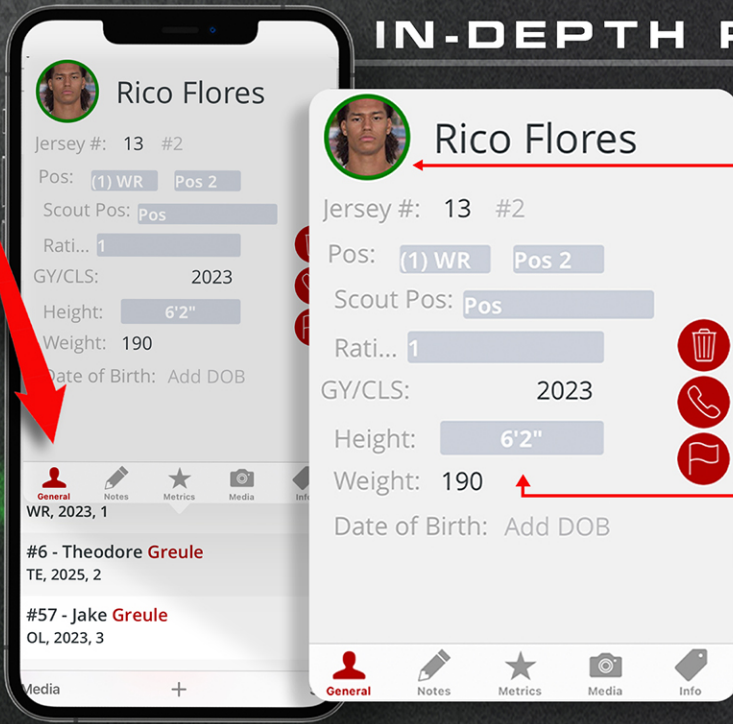 IN-DEPTH
Rico Flores
Jersey #: 13 #2
Pos: (1) WR Pos 2
Scout Pos: Pos
Rati... 1
GY/CLS: 2023
Height: 6'2"
Weight: 190
Date of Birth: Add DOB
General Notes Metrics Media Inf
WR, 2023, 1
#6 - Theodore Greule
TE, 2025, 2
#57 - Jake Greule
OL, 2023, 3
Media +
Rico Flores
Jersey #: 13 #2
Pos: (1) WR Pos 2
Scout Pos: Pos
Rati... 1
GY/CLS: 2023
Height: 6'2"
Weight: 190
Date of Birth: Add DOB
General Notes Metrics Media Info